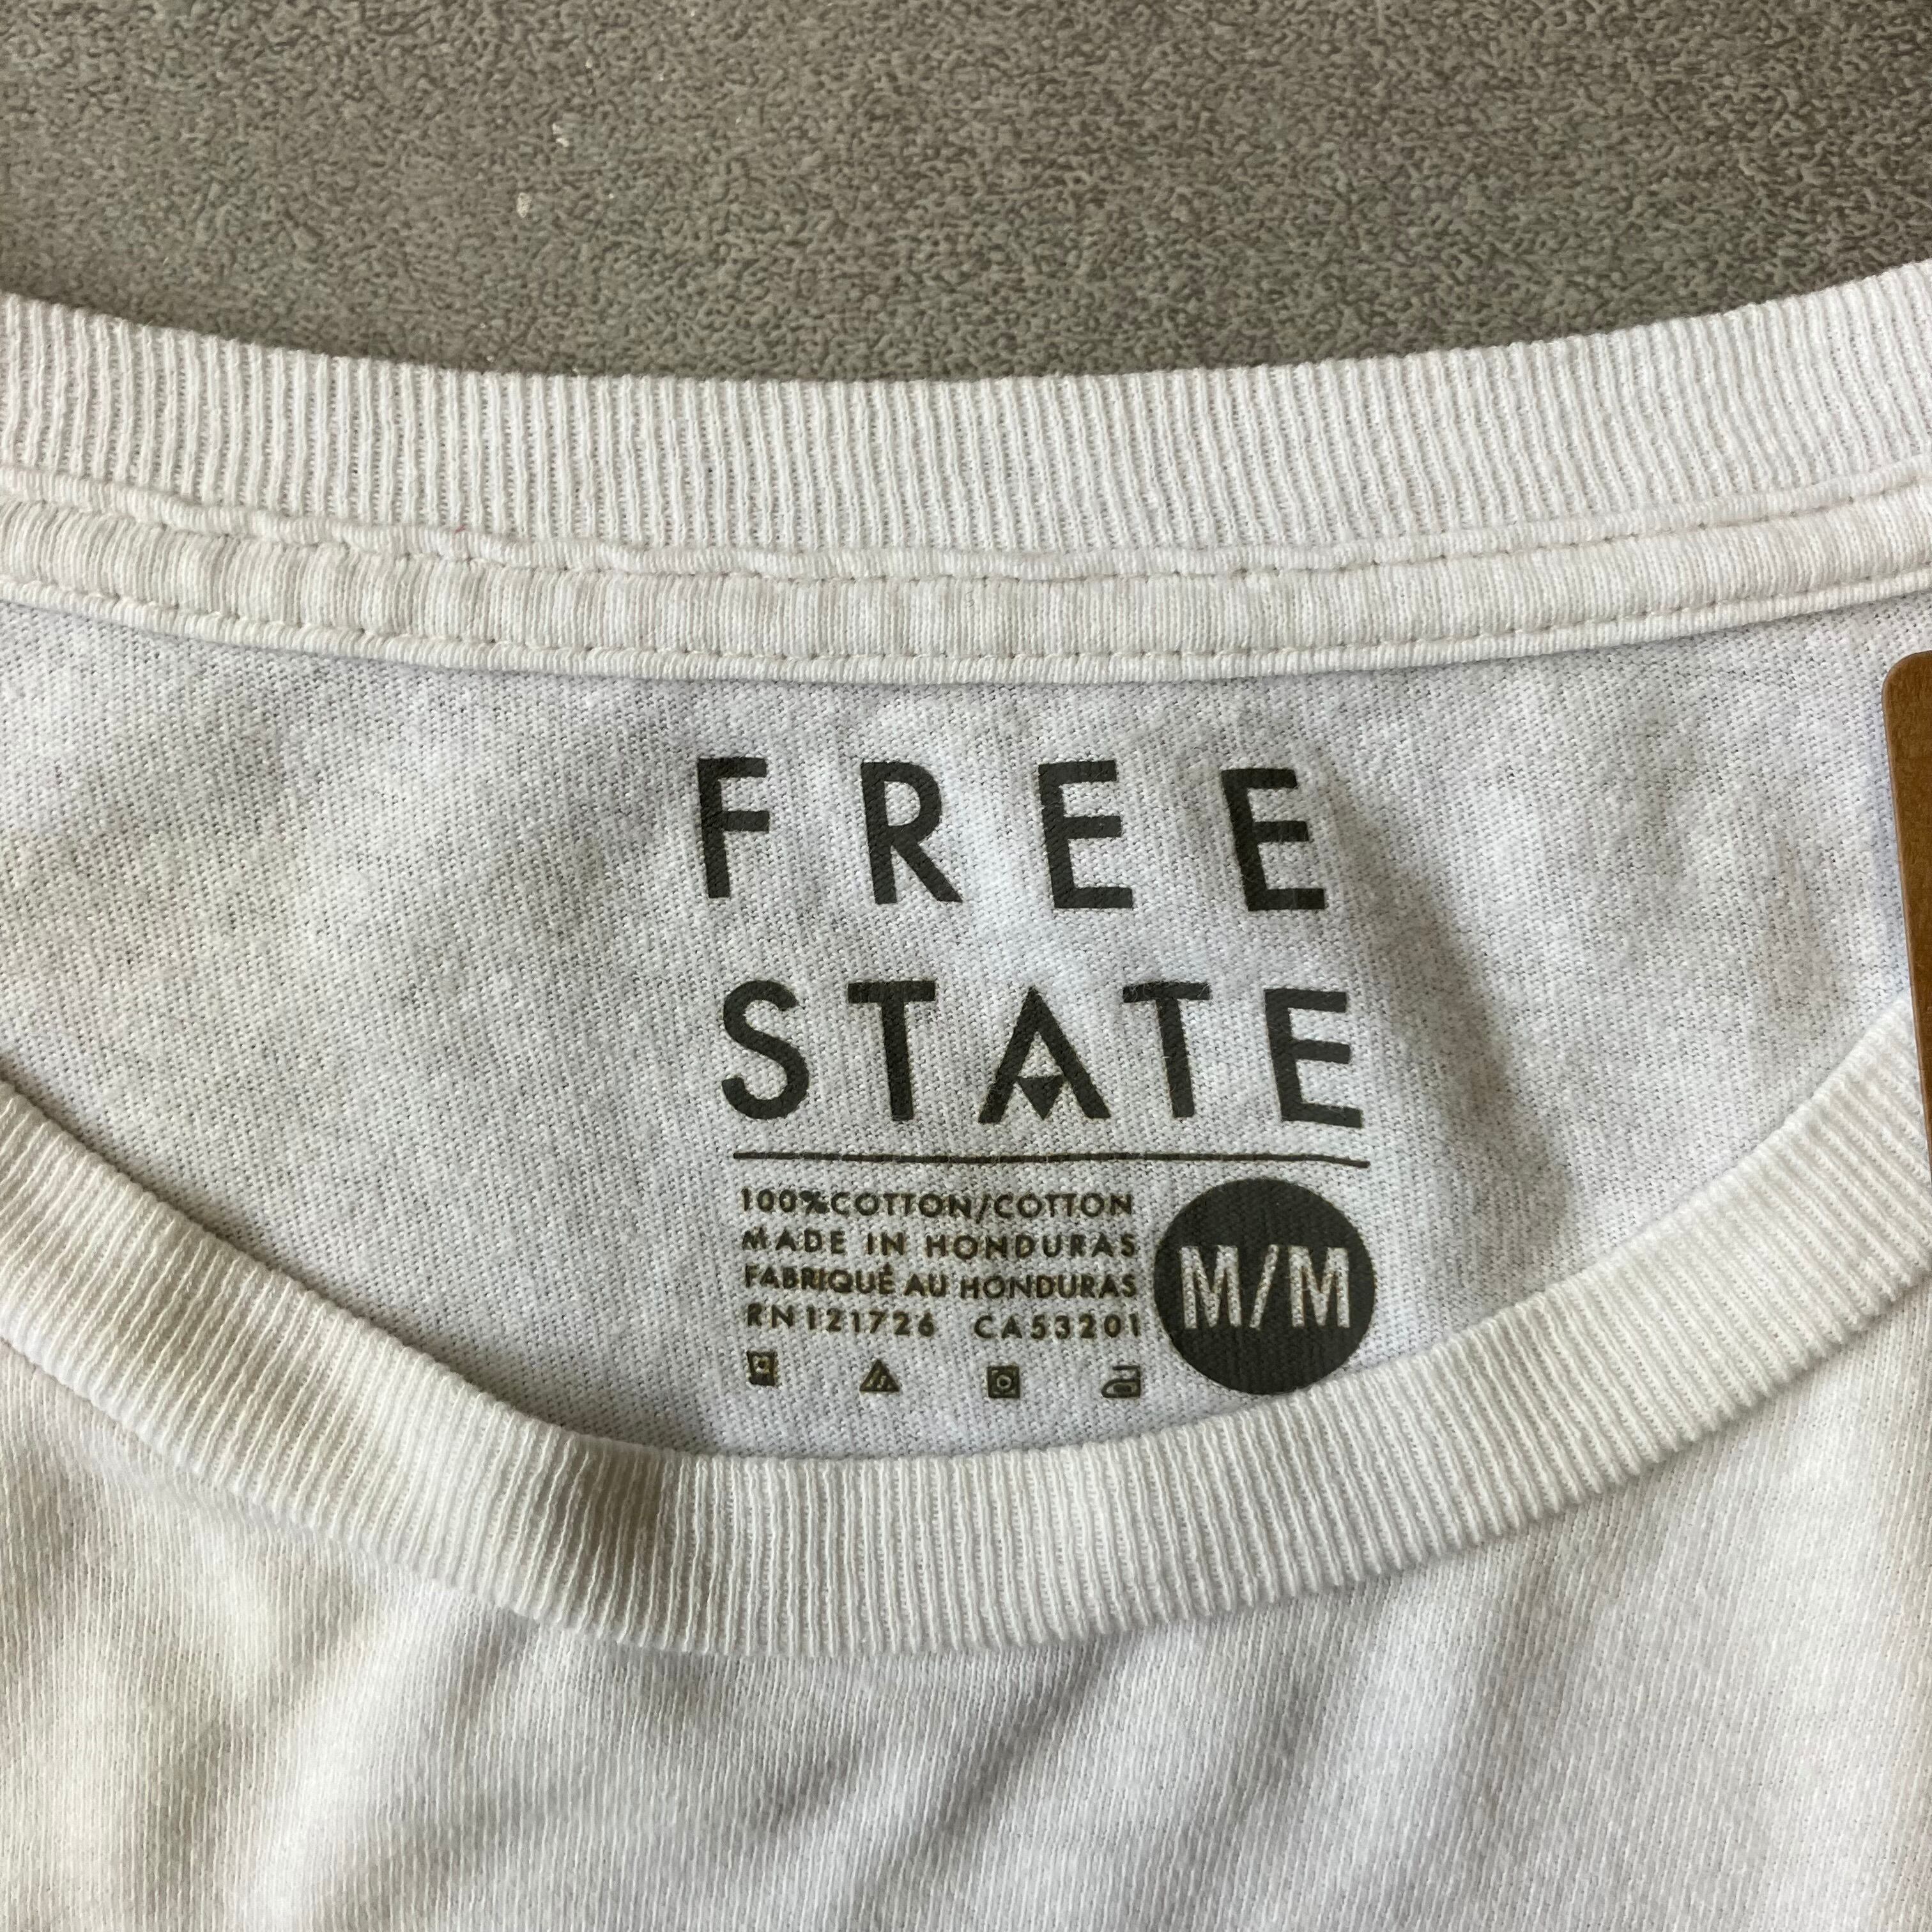 FREE
STATE
100%COTTON/COTTON
MADE IN HONDURAS
FABRIQUÉ AU HONDURAS
RN121726 CA53201
M/M